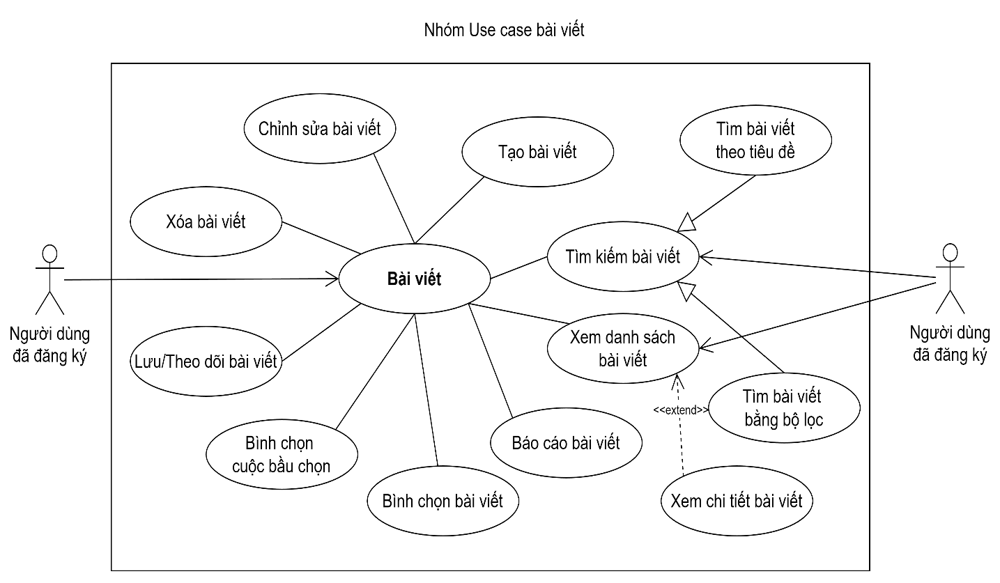 Nhóm Use case bài viết
Chỉnh sửa bài viết
Tạo bài viết
Tìm bài viết
theo tiêu đề
Xóa bài viết
Tìm kiếm bài viết
Bài viết
Người dùng
đã đăng ký
Xem danh sách
bài viết
Người dùng
đã đăng ký
Lưu/Theo dõi bài viết
<<extend>>
Tìm bài viết
bằng bộ lọc
Bình chọn
cuộc bầu chọn
Báo cáo bài viết
Bình chọn bài viết
Xem chi tiết bài viết